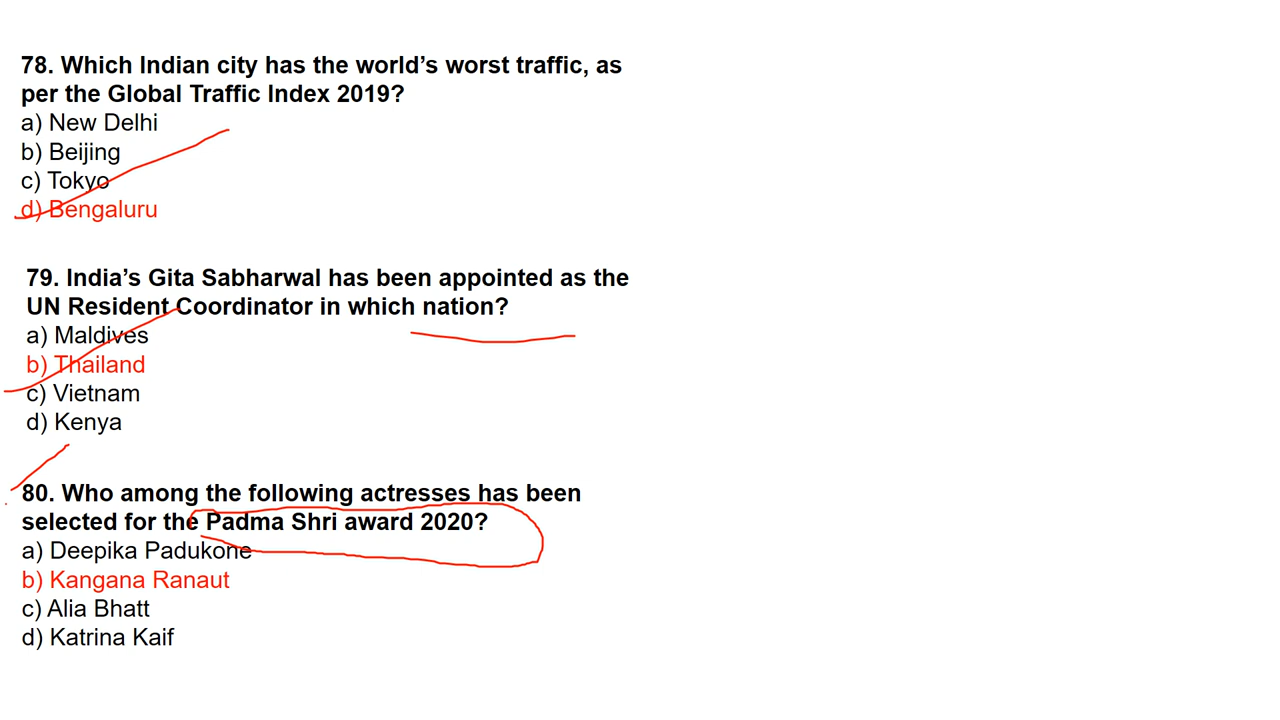 78. Which Indian city has the world’s worst traffic, as
per the Global Traffic Index 2019?
a) New Delhi
b) Beijing
c) Tokyo
d) Bengaluru
79. India’s Gita Sabharwal has been appointed as the
UN Resident Coordinator in which nation?
a) Maldives
b) Thailand
c) Vietnam
d) Kenya
80. Who among the following actresses has been
selected for the Padma Shri award 2020?
a) Deepika Padukone
b) Kangana Ranaut
c) Alia Bhatt
d) Katrina Kaif